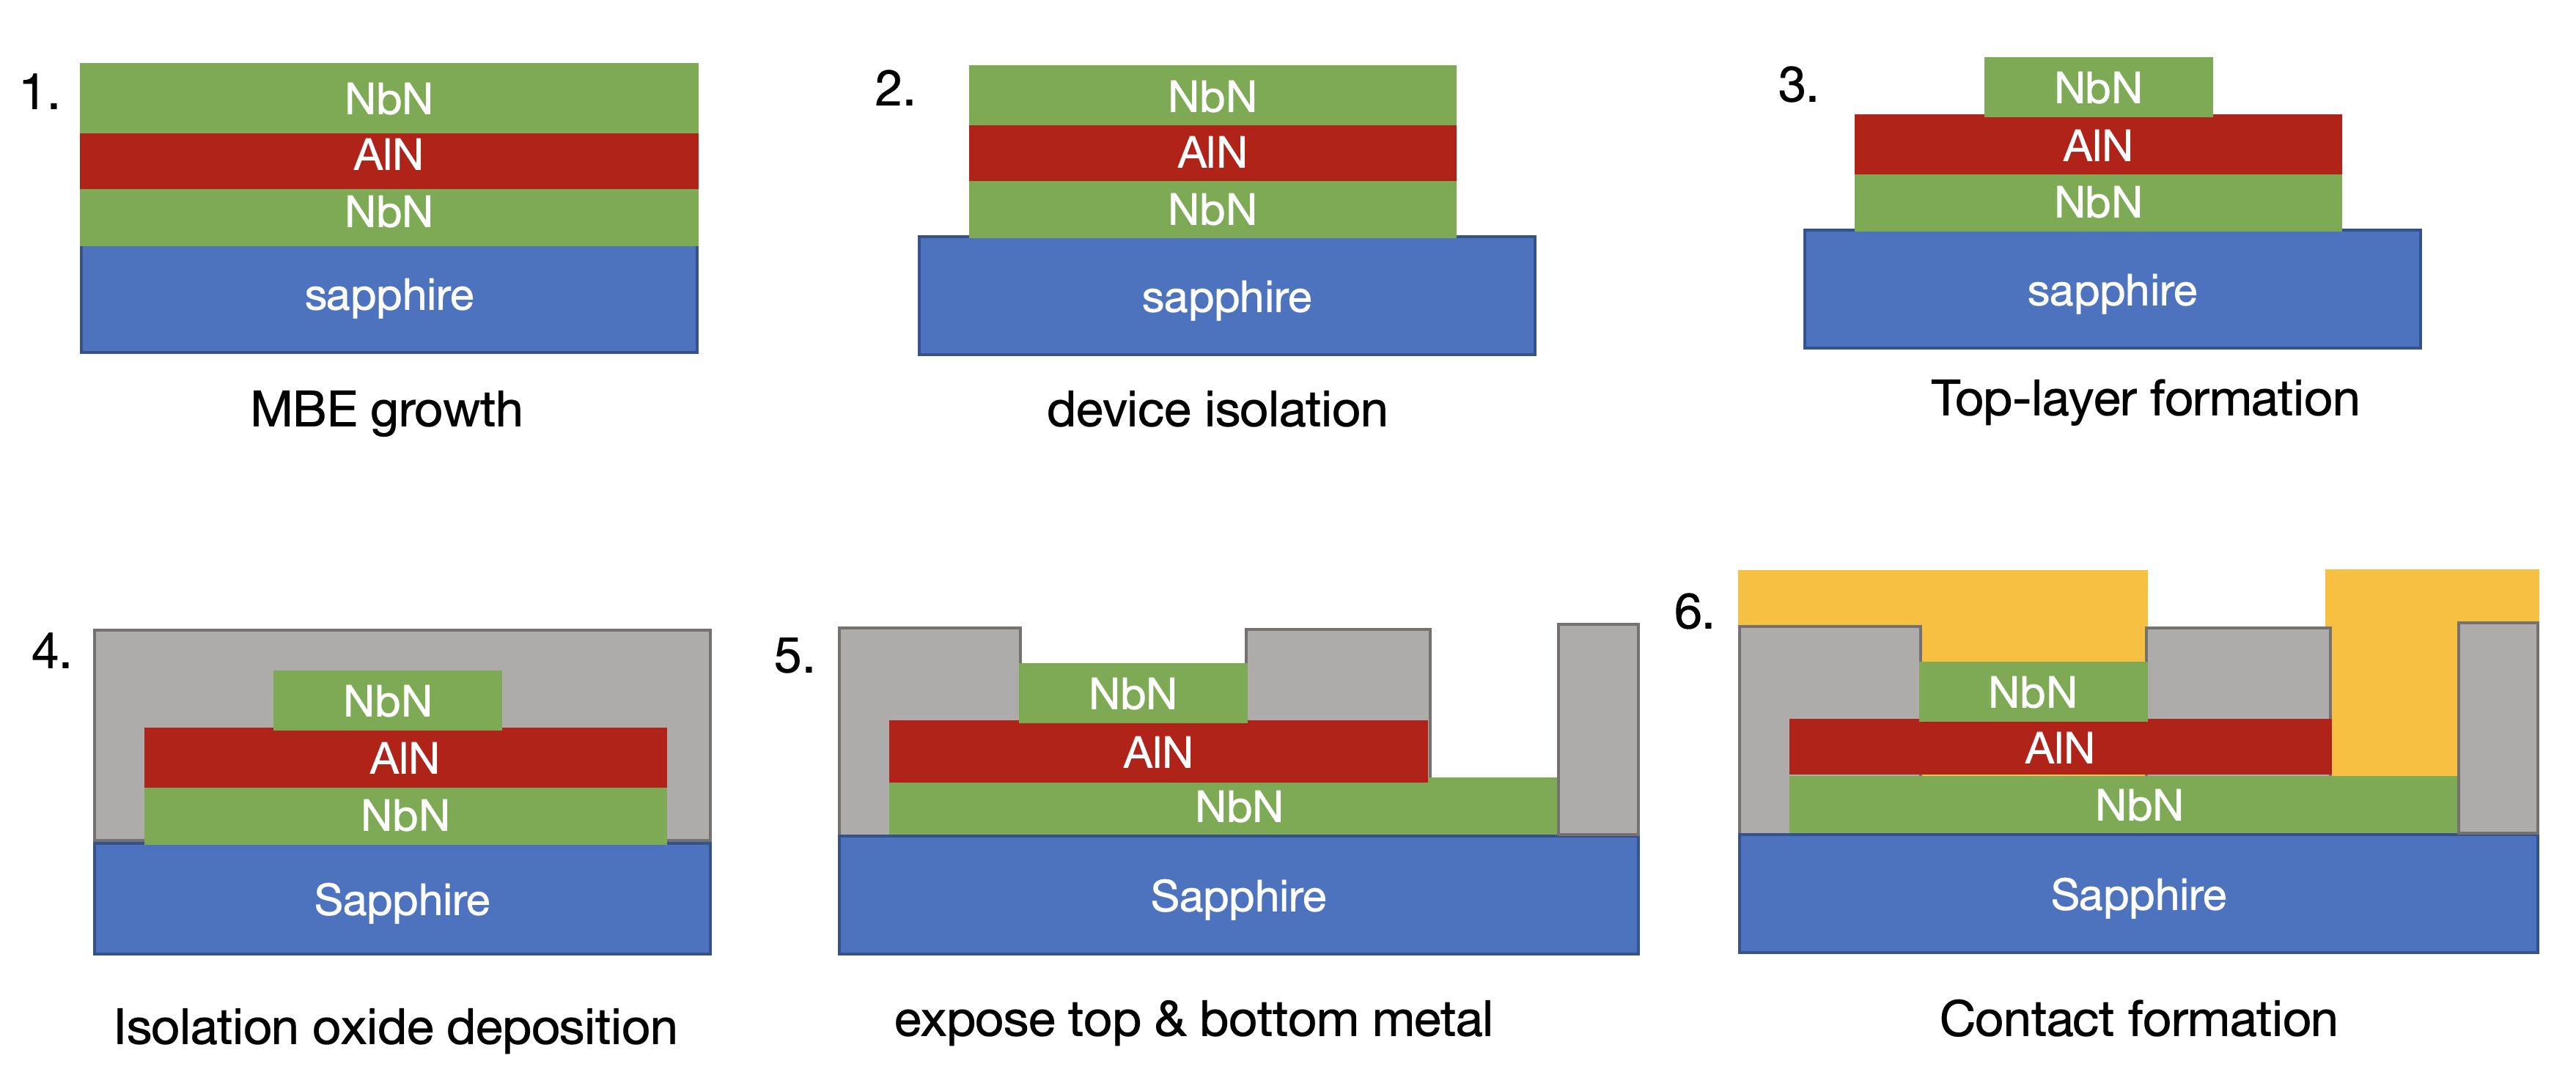 1.
NbN
AlN
NbN
sapphire
MBE growth
2.
NbN
AlN
NbN
sapphire
device isolation
3.
NbN
AlN
NbN
sapphire
Top-layer formation
4.
NbN
AlN
NbN
Sapphire
Isolation oxide deposition
5.
NbN
AlN
NbN
Sapphire
expose top & bottom metal
6.
NbN
AlN
NbN
Sapphire
Contact formation